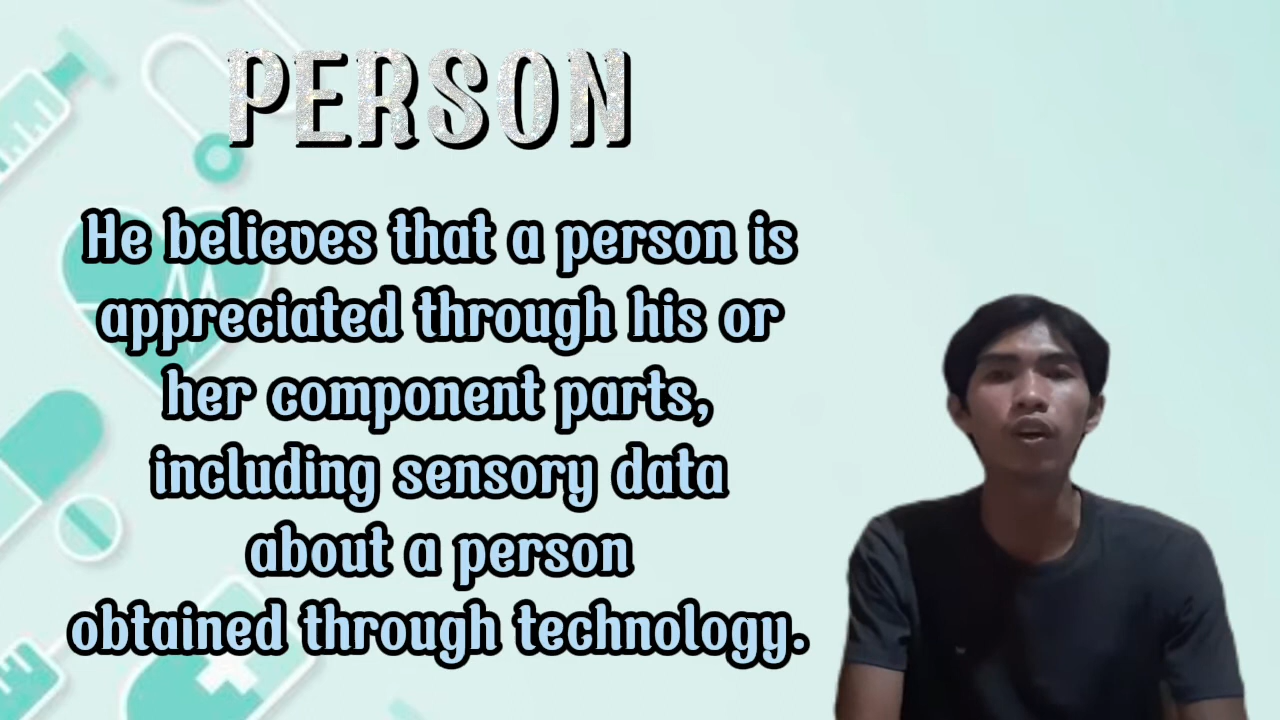 PERSON
He believes that a person is
appreciated through his or
her component parts,
including sensory data
about a person
obtained through technology.